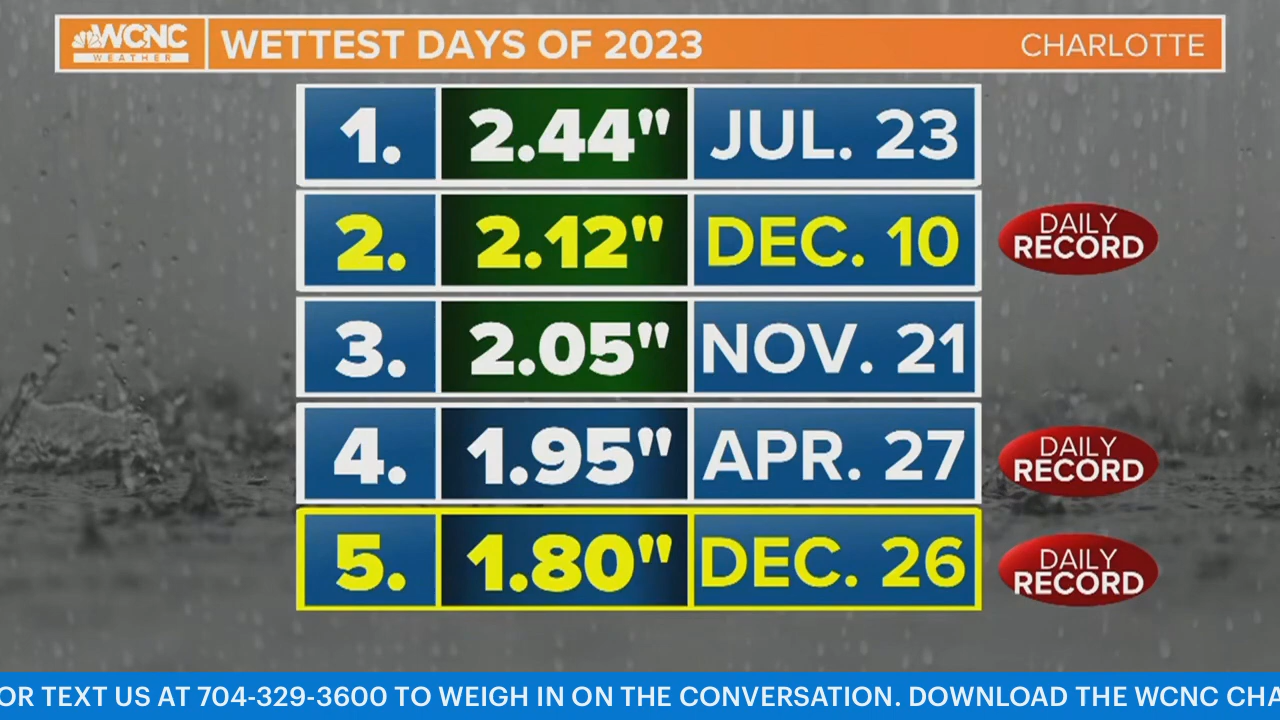 WCNC
WEATHER
WETTEST DAYS OF 2023
CHARLOTTE
1. 2.44" JUL. 23
2. 2.12" DEC. 10
DAILY
RECORD
3. 2.05" NOV. 21
4. 1.95" APR. 27
DAILY
RECORD
5. 1.80" DEC. 26
DAILY
RECORD
OR TEXT US AT 704-329-3600 TO WEIGH IN ON THE CONVERSATION. DOWNLOAD THE WCNC CHA